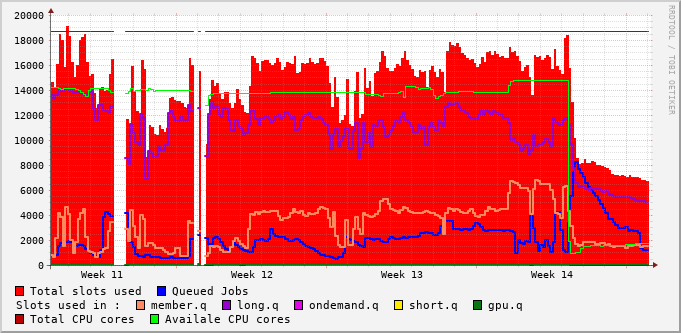 20000
18000
16000
14000
12000
10000
8000
6000
4000
2000
0
Week 11 Week 12 Week 13 Week 14
RRDTOOL / TOBI OETIKER
Total slots used Queued Jobs
Slots used in : member.q long.q ondemand.q short.q gpu.q
Total CPU cores Availale CPU cores